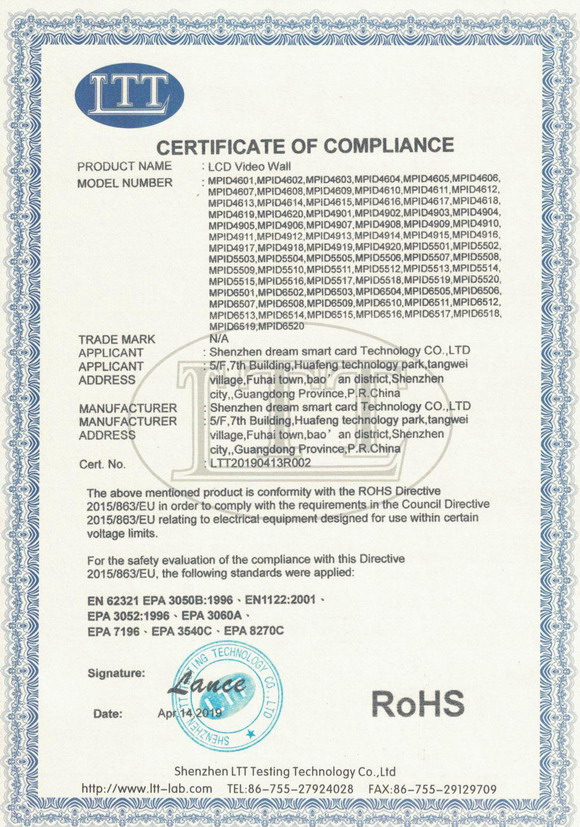 LTT
CERTIFICATE OF COMPLIANCE
PRODUCT NAME : LCD Video Wall
MODEL NUMBER : MPID4601,MPID4602,MPID4603,MPID4604,MPID4605,MPID4606,
MPID4607,MPID4608,MPID4609,MPID4610,MPID4611,MPID4612,
MPID4613,MPID4614,MPID4615,MPID4616,MPID4617,MPID4618,
MPID4619,MPID4620,MPID4901,MPID4902,MPID4903,MPID4904,
MPID4905,MPID4906,MPID4907,MPID4908,MPID4909,MPID4910,
MPID4911,MPID4912,MPID4913,MPID4914,MPID4915,MPID4916,
MPID4917,MPID4918,MPID4919,MPID4920,MPID5501,MPID5502,
MPID5503,MPID5504,MPID5505,MPID5506,MPID5507,MPID5508,
MPID5509,MPID5510,MPID5511,MPID5512,MPID5513,MPID5514,
MPID5515,MPID5516,MPID5517,MPID5518,MPID5519,MPID5520,
MPID6501,MPID6502,MPID6503,MPID6504,MPID6505,MPID6506,
MPID6507,MPID6508,MPID6509,MPID6510,MPID6511,MPID6512,
MPID6513,MPID6514,MPID6515,MPID6516,MPID6517,MPID6518,
MPID6519,MPID6520
TRADE MARK N/A
APPLICANT : Shenzhen dream smart card Technology CO.,LTD
APPLICANT : 5/F,7th Building,Huafeng technology park,tangwei
ADDRESS village,Fuhai town,bao’an district,Shenzhen
city,,Guangdong Province,P.R.China
MANUFACTURER : Shenzhen dream smart card Technology CO.,LTD
MANUFACTURER : 5/F,7th Building,Huafeng technology park,tangwei
ADDRESS village,Fuhai town,bao’an district,Shenzhen
city,,Guangdong Province,P.R.China
Cert. No. : LTT20190413R002
LTT
The above mentioned product is conformity with the ROHS Directive
2015/863/EU in order to comply with the requirements in the Council Directive
2015/863/EU relating to electrical equipment designed for use within certain
voltage limits.
For the safety evaluation of the compliance with this Directive
2015/863/EU, the following standards were applied:
EN 62321 EPA 3050B:1996、EN1122:2001、
EPA 3052:1996、EPA 3060A、
EPA 7196、EPA 3540C、EPA 8270C
Signature: Lance
Date: Apr,14,2019
SHENZHEN LTT TESTING TECHNOLOGY CO.,LTD
LTT
RoHS
Shenzhen LTT Testing Technology Co.,Ltd
http://www.ltt-lab.com TEL:86-755-27924028 FAX:86-755-29129709